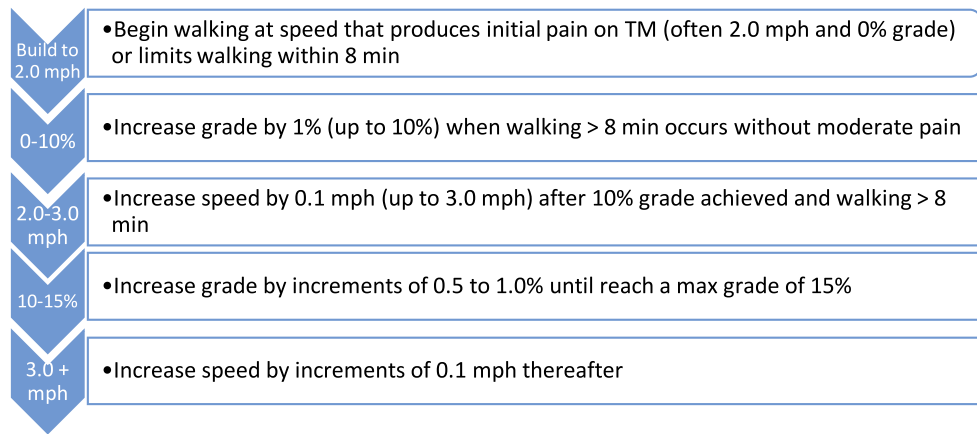 Build to
2.0 mph
•Begin walking at speed that produces initial pain on TM (often 2.0 mph and 0% grade)
or limits walking within 8 min
0-10%
•Increase grade by 1% (up to 10%) when walking > 8 min occurs without moderate pain
2.0-3.0
mph
•Increase speed by 0.1 mph (up to 3.0 mph) after 10% grade achieved and walking > 8
min
10-15%
•Increase grade by increments of 0.5 to 1.0% until reach a max grade of 15%
3.0 +
mph
•Increase speed by increments of 0.1 mph thereafter